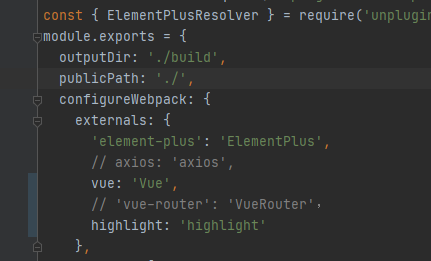 const { ElementPlusResolver } = require('unplugin
module.exports = {
outputDir: './build',
publicPath: './',
configureWebpack: {
externals: {
'element-plus': 'ElementPlus',
// axios: 'axios',
vue: 'Vue',
// 'vue-router': 'VueRouter',
highlight: 'highlight'
},